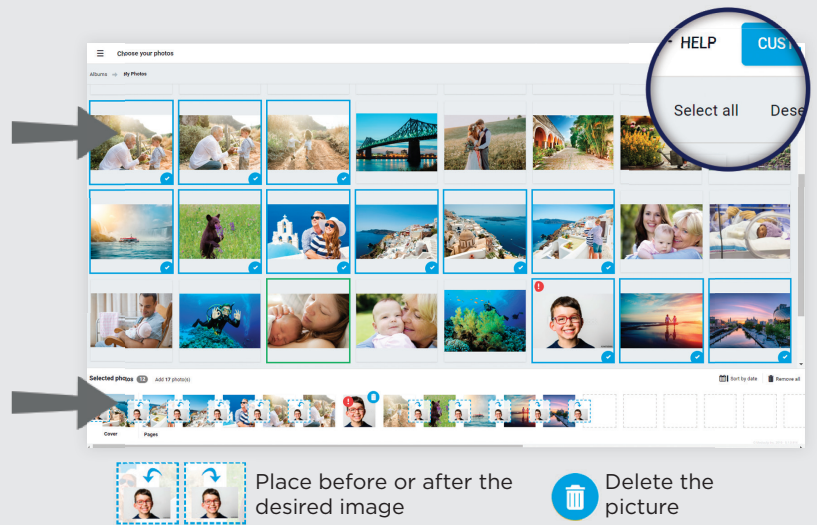 HELP
CUS
Select all
Dese
Choose your photos
Albums
My Photos
Selected photos 12 Add 17 photo(s)
Sort by date
Remove all
Cover
Pages
Place before or after the
desired image
Delete the
picture